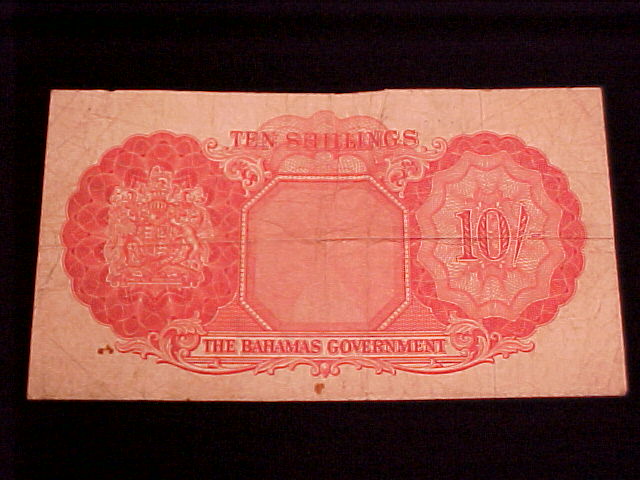 TEN SHILLINGS
10/-
THE BAHAMAS GOVERNMENT